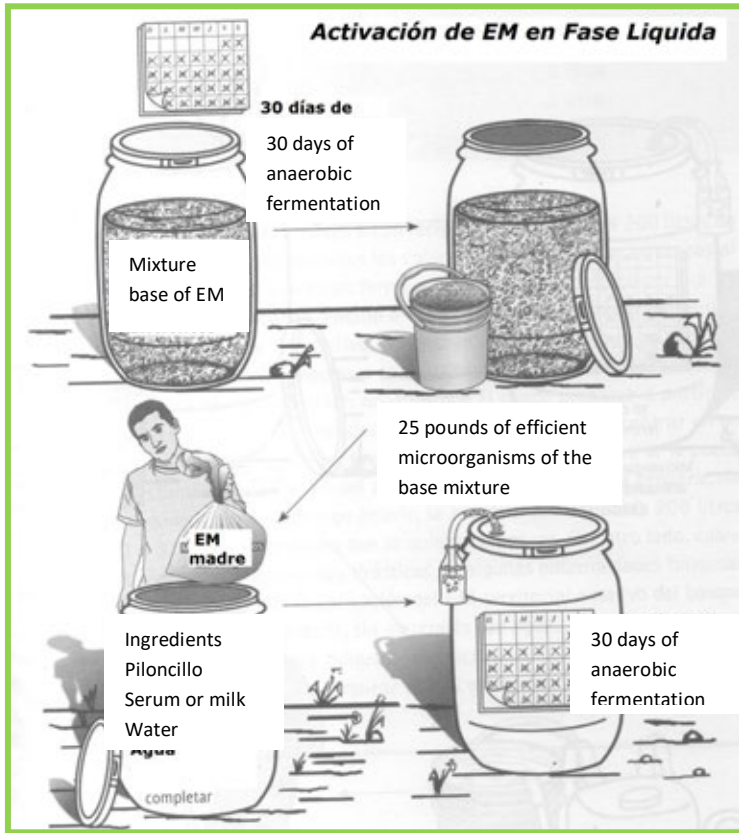 Activación de EM en Fase Liquida
30 días de
30 days of
anaerobic
fermentation
Mixture
base of EM
25 pounds of efficient
microorganisms of the
base mixture
EM
madre
Ingredients
Piloncillo
Serum or milk
Water
Agua
completar
30 days of
anaerobic
fermentation